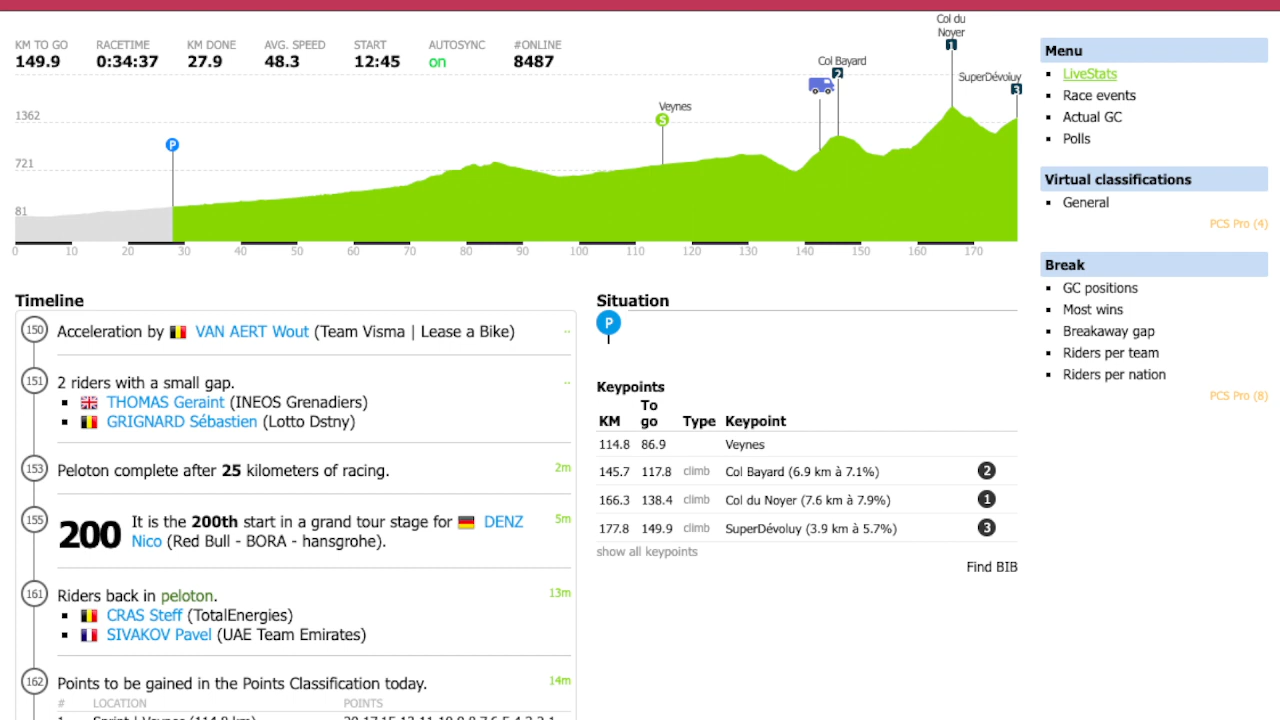 KM TO GO RACETIME KM DONE AVG. SPEED START AUTOSYNC #ONLINE
149.9 0:34:37 27.9 48.3 12:45 on 8487
Col du
Noyer
1
Col Bayard
2
SuperDévoluy
3
Veynes
S
P
1362
721
81
0 10 20 30 40 50 60 70 80 90 100 110 120 130 140 150 160 170
Timeline
150 Acceleration by VAN AERT Wout (Team Visma | Lease a Bike) ..
151 2 riders with a small gap. ..
THOMAS Geraint (INEOS Grenadiers)
GRIGNARD Sébastien (Lotto Dstny)
153 Peloton complete after 25 kilometers of racing. 2m
155 200 It is the 200th start in a grand tour stage for DENZ 5m
Nico (Red Bull - BORA - hansgrohe).
161 Riders back in peloton. 13m
CRAS Steff (TotalEnergies)
SIVAKOV Pavel (UAE Team Emirates)
162 Points to be gained in the Points Classification today. 14m
# LOCATION POINTS
Situation
P
Keypoints
KM To go Type Keypoint
114.8 86.9 Veynes
145.7 117.8 climb Col Bayard (6.9 km à 7.1%) 2
166.3 138.4 climb Col du Noyer (7.6 km à 7.9%) 1
177.8 149.9 climb SuperDévoluy (3.9 km à 5.7%) 3
show all keypoints
Find BIB
Menu
LiveStats
Race events
Actual GC
Polls
Virtual classifications
General
PCS Pro (4)
Break
GC positions
Most wins
Breakaway gap
Riders per team
Riders per nation
PCS Pro (8)